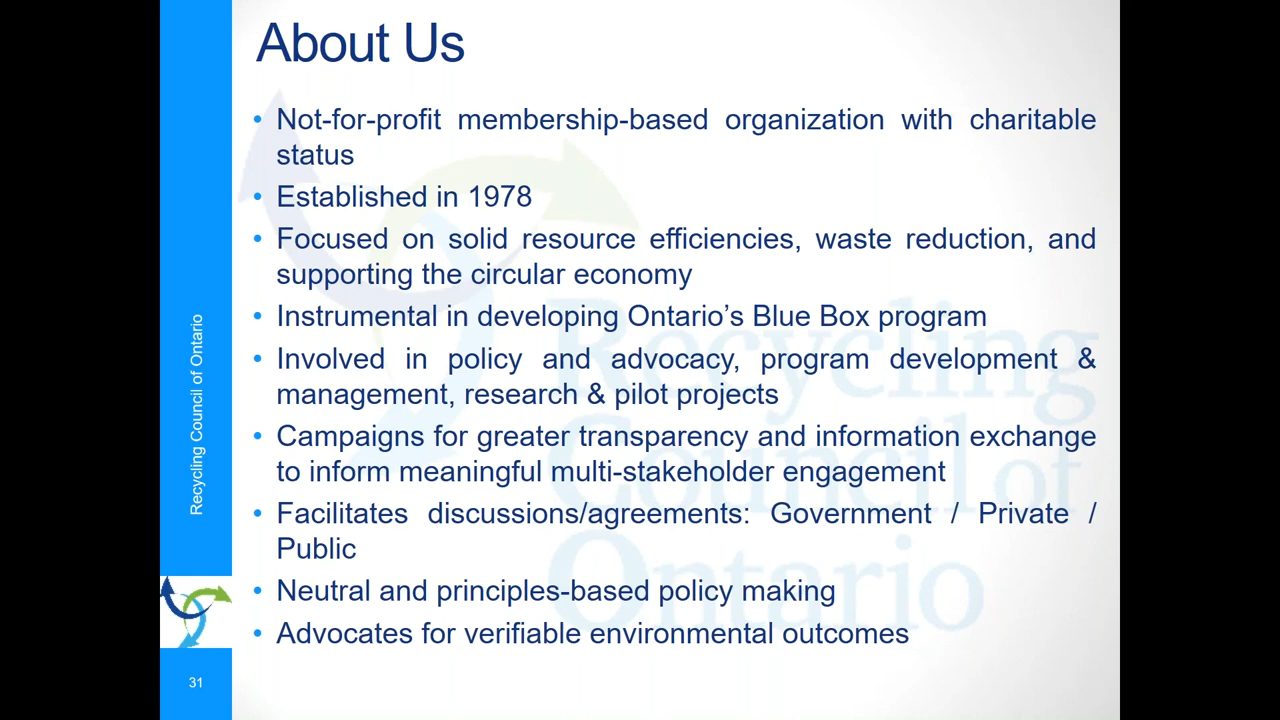 About Us
• Not-for-profit membership-based organization with charitable
status
• Established in 1978
• Focused on solid resource efficiencies, waste reduction, and
supporting the circular economy
• Instrumental in developing Ontario’s Blue Box program
• Involved in policy and advocacy, program development &
management, research & pilot projects
• Campaigns for greater transparency and information exchange
to inform meaningful multi-stakeholder engagement
• Facilitates discussions/agreements: Government / Private /
Public
• Neutral and principles-based policy making
• Advocates for verifiable environmental outcomes
Recycling
Council of
Ontario
Recycling Council of Ontario
31